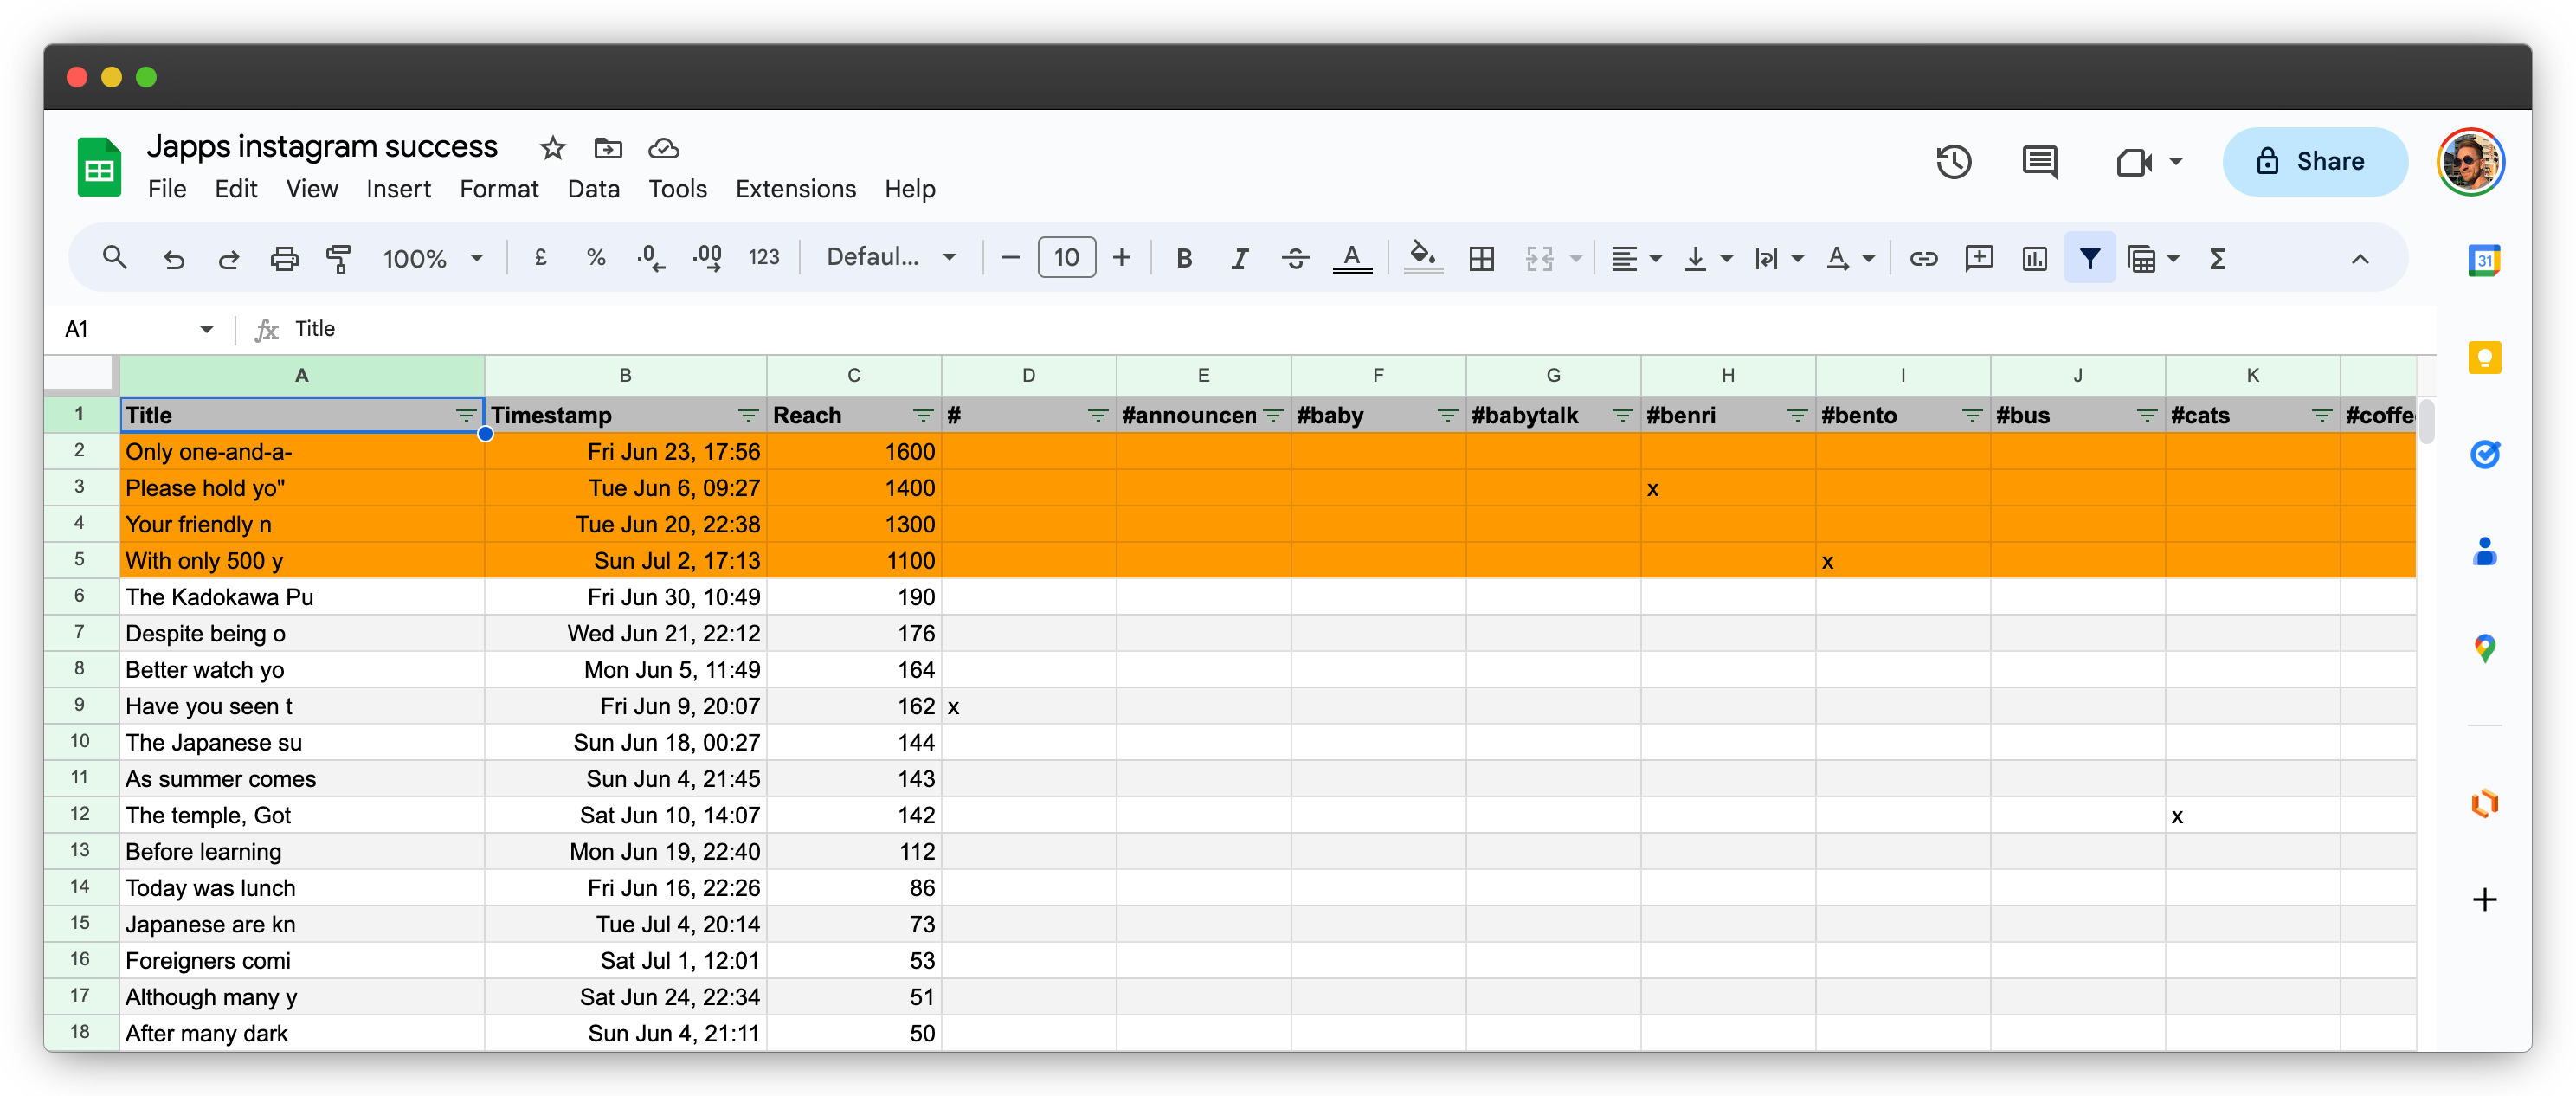 Japps instagram success
File Edit View Insert Format Data Tools Extensions Help
Share
100% £ % .0 .00 123 Defaul... 10 B I A A Σ
31
A1 fx Title
A B C D E F G H I J K
1 Title Timestamp Reach # #announcen #baby #babytalk #benri #bento #bus #cats #coffe
2 Only one-and-a- Fri Jun 23, 17:56 1600
3 Please hold yo" Tue Jun 6, 09:27 1400 x
4 Your friendly n Tue Jun 20, 22:38 1300
5 With only 500 y Sun Jul 2, 17:13 1100 x
6 The Kadokawa Pu Fri Jun 30, 10:49 190
7 Despite being o Wed Jun 21, 22:12 176
8 Better watch yo Mon Jun 5, 11:49 164
9 Have you seen t Fri Jun 9, 20:07 162 x
10 The Japanese su Sun Jun 18, 00:27 144
11 As summer comes Sun Jun 4, 21:45 143
12 The temple, Got Sat Jun 10, 14:07 142 x
13 Before learning Mon Jun 19, 22:40 112
14 Today was lunch Fri Jun 16, 22:26 86
15 Japanese are kn Tue Jul 4, 20:14 73
16 Foreigners comi Sat Jul 1, 12:01 53
17 Although many y Sat Jun 24, 22:34 51
18 After many dark Sun Jun 4, 21:11 50